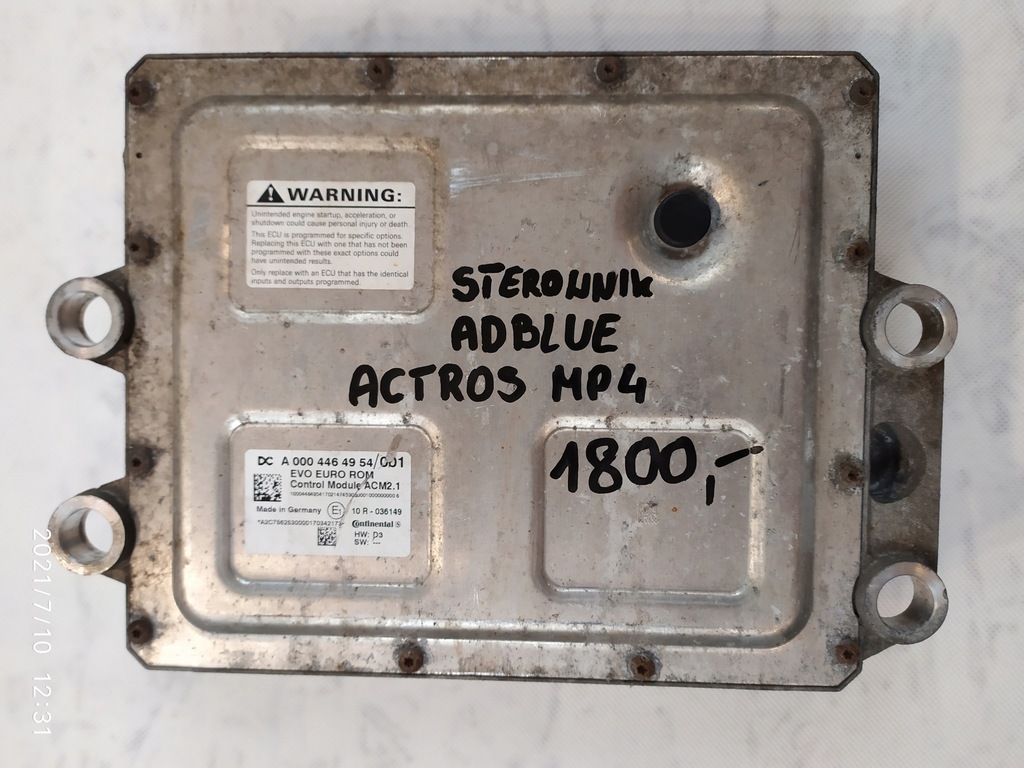 WARNING:
Unintended engine startup, acceleration, or
shutdown could cause personal injury or death.
This ECU is programmed for specific options.
Replacing this ECU with one that has not been
programmed with these exact options could
have unintended results.
Only replace with an ECU that has the identical
inputs and outputs programmed.
STEROWNIK
ADBLUE
ACTROS MP4
1800,-
DC A 000 446 49 54/001
EVO EURO ROM
Control Module ACM2.1
Made in Germany E1 10 R - 036149
Continental
HW: D3
SW: ---
2021/7/10 12:31